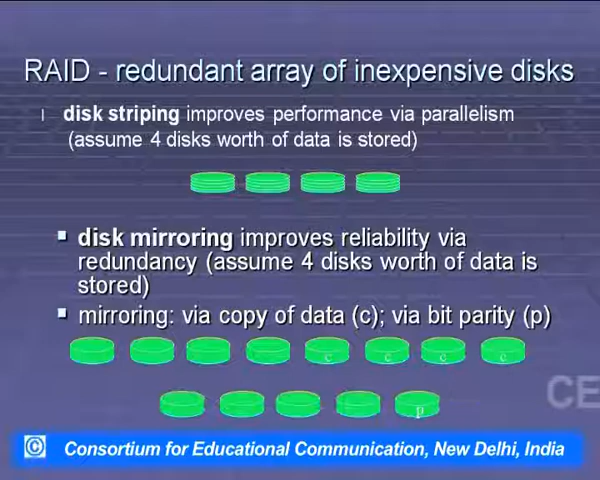 RAID - redundant array of inexpensive disks
disk striping improves performance via parallelism
(assume 4 disks worth of data is stored)
disk mirroring improves reliability via
redundancy (assume 4 disks worth of data is
stored)
mirroring: via copy of data (c); via bit parity (p)
c c c c
p
CE
© Consortium for Educational Communication, New Delhi, India